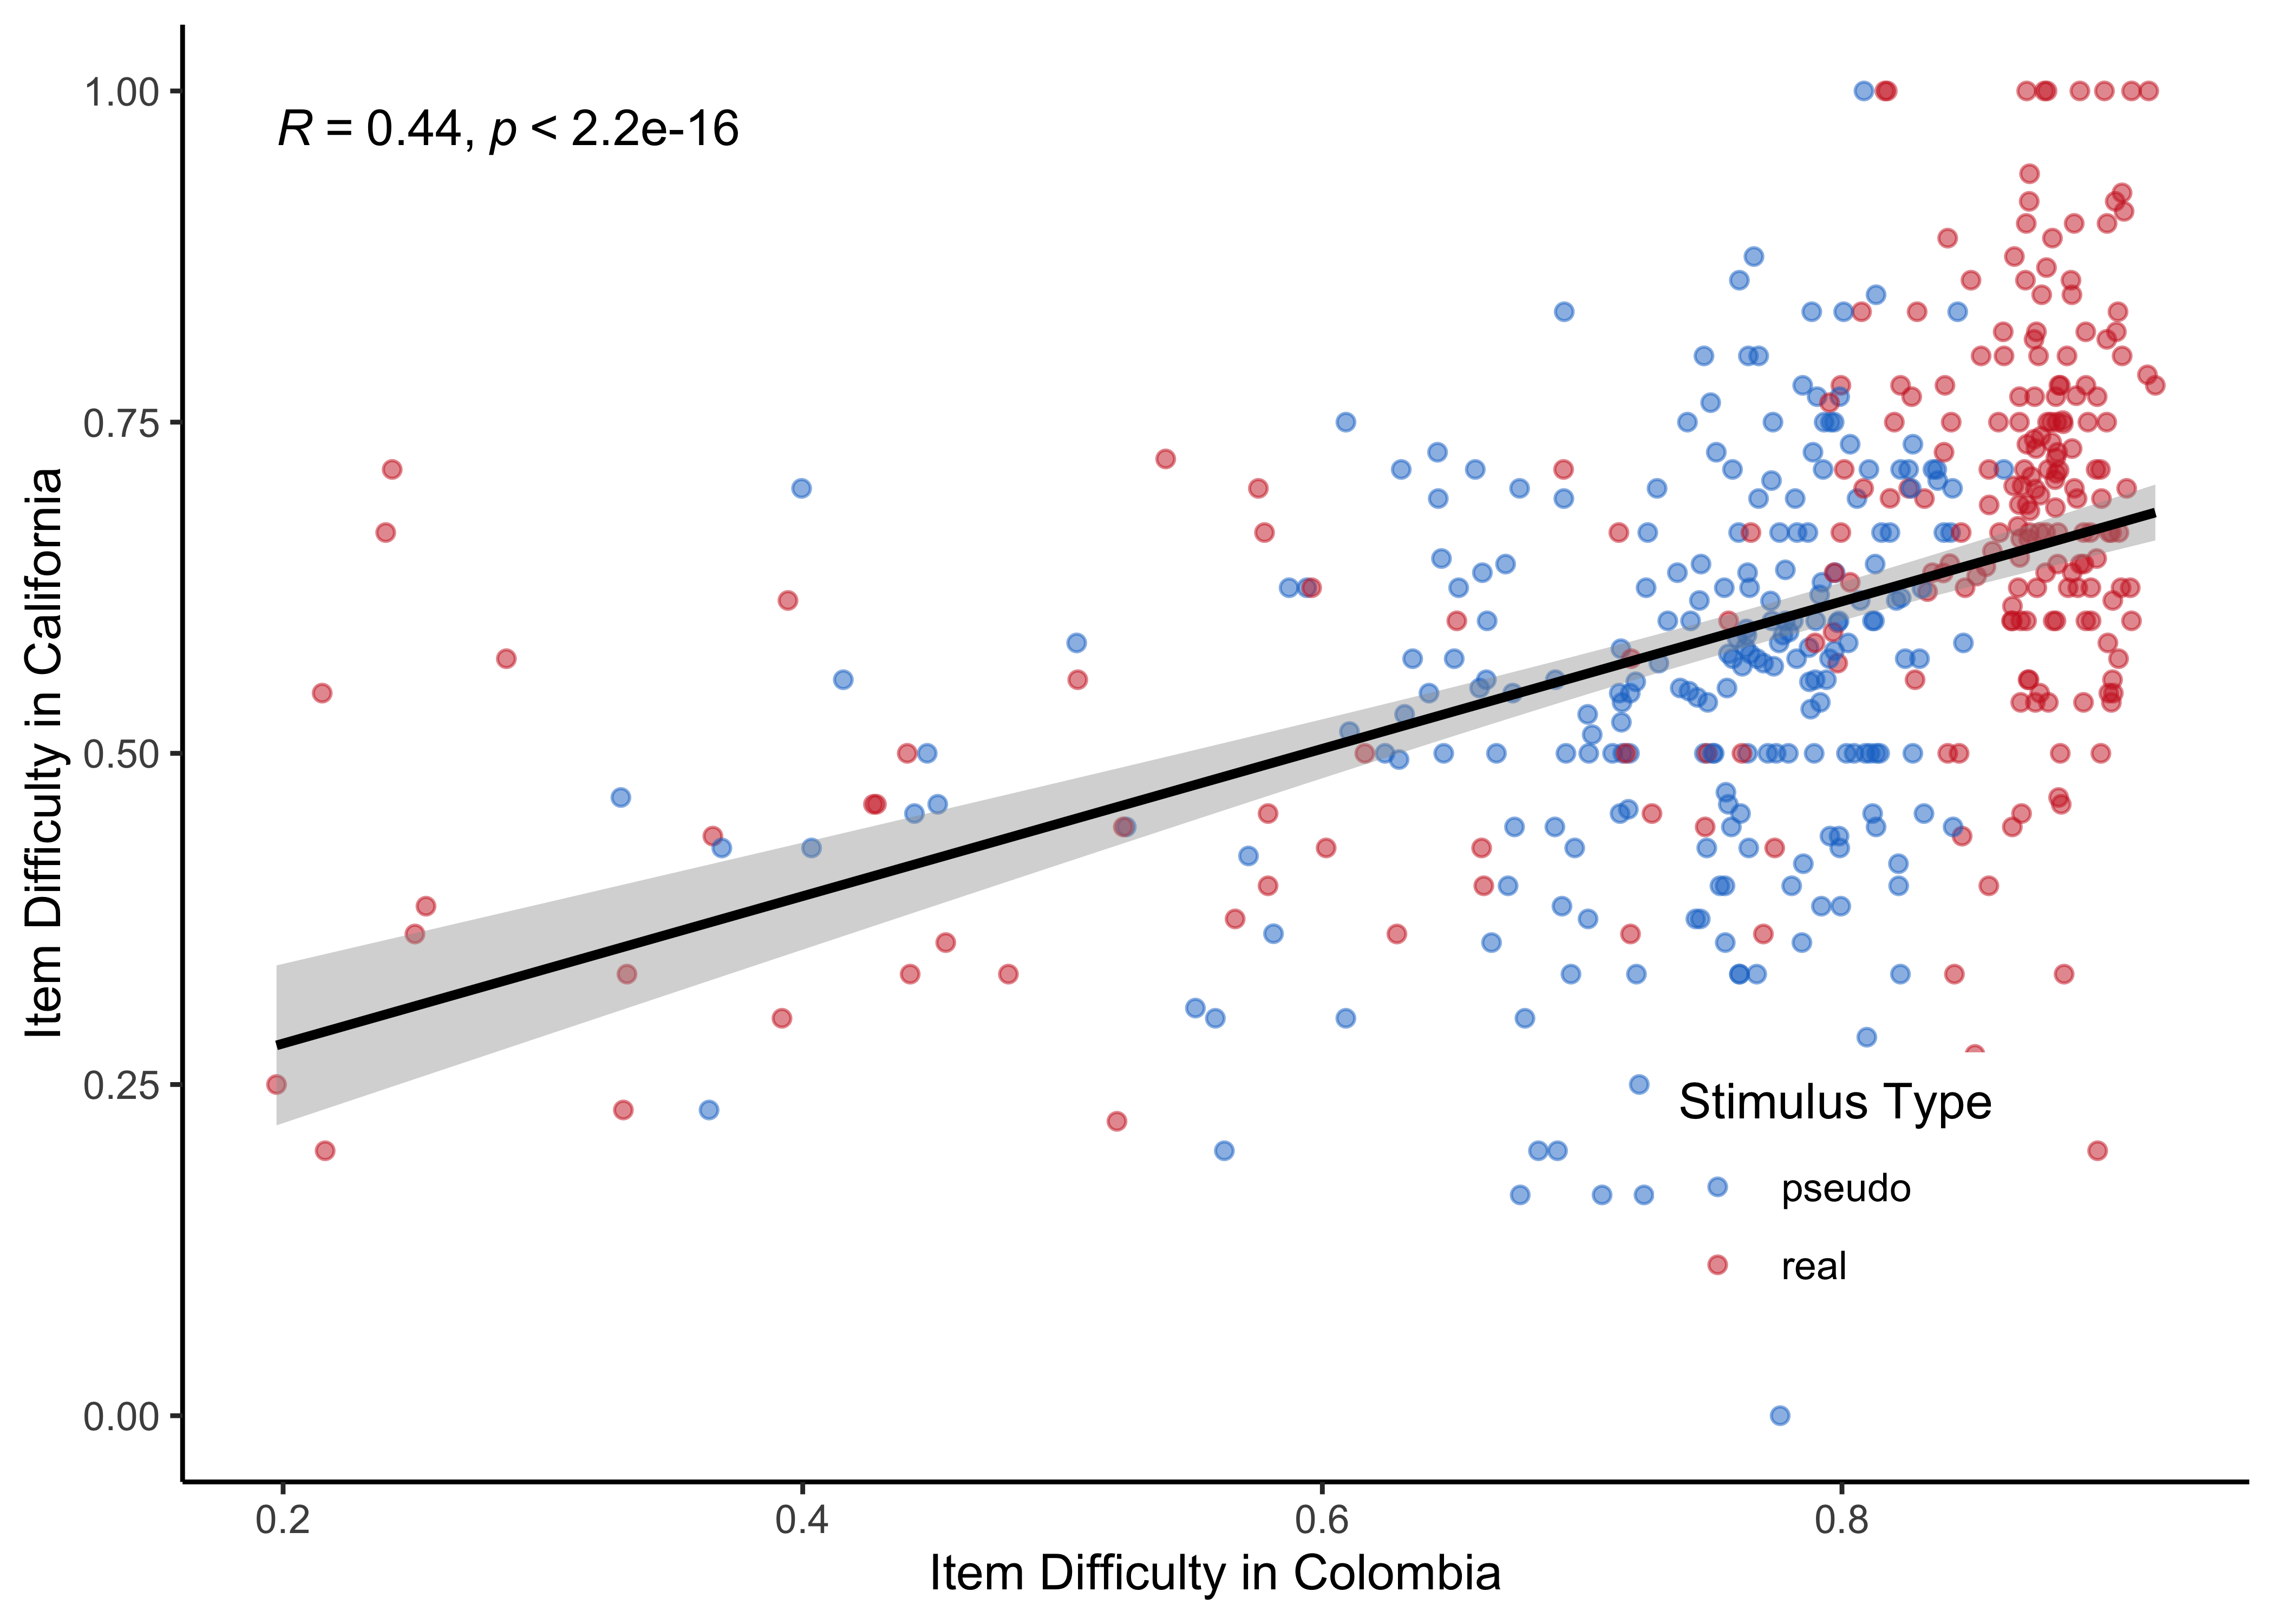 R = 0.44, p < 2.2e-16
Item Difficulty in California
1.00
0.75
0.50
0.25
0.00
Stimulus Type
pseudo
real
0.2 0.4 0.6 0.8
Item Difficulty in Colombia